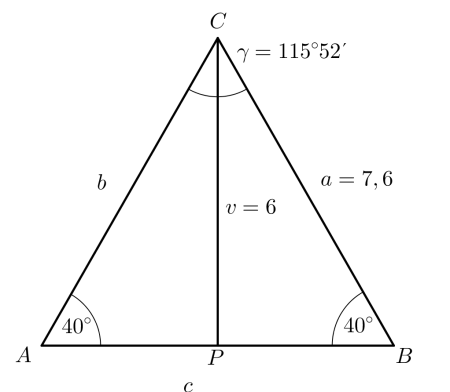 C
γ = 115°52´
b
a = 7, 6
v = 6
40°
40°
A
P
B
c